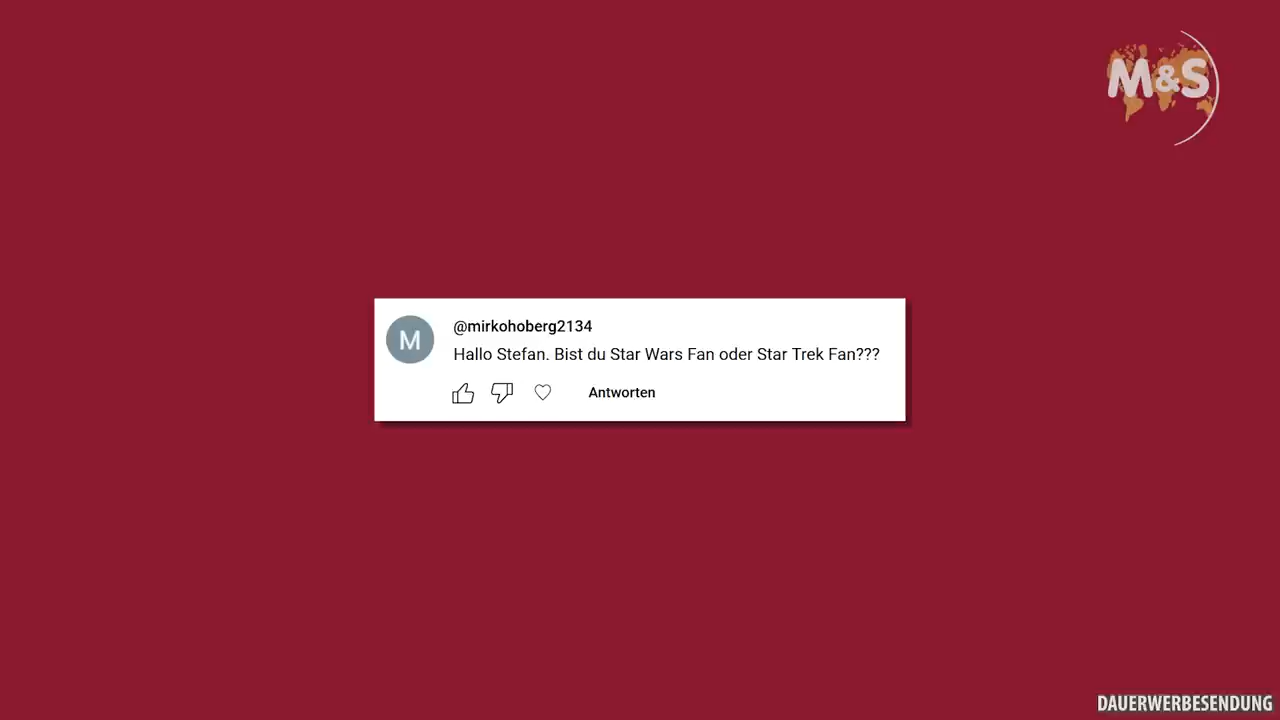 M&S
M
@mirkohoberg2134
Hallo Stefan. Bist du Star Wars Fan oder Star Trek Fan???
Antworten
DAUERWERBESENDUNG